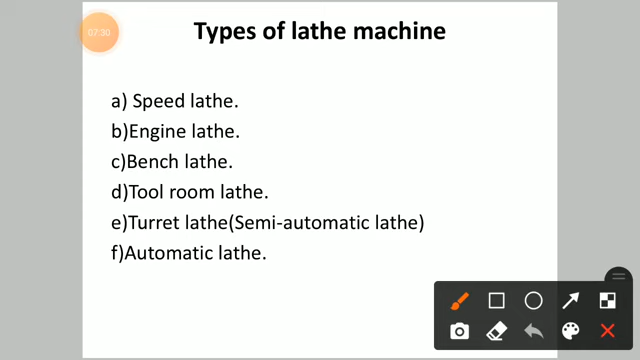 07:30
Types of lathe machine
a) Speed lathe.
b)Engine lathe.
c)Bench lathe.
d)Tool room lathe.
e)Turret lathe(Semi-automatic lathe)
f)Automatic lathe.